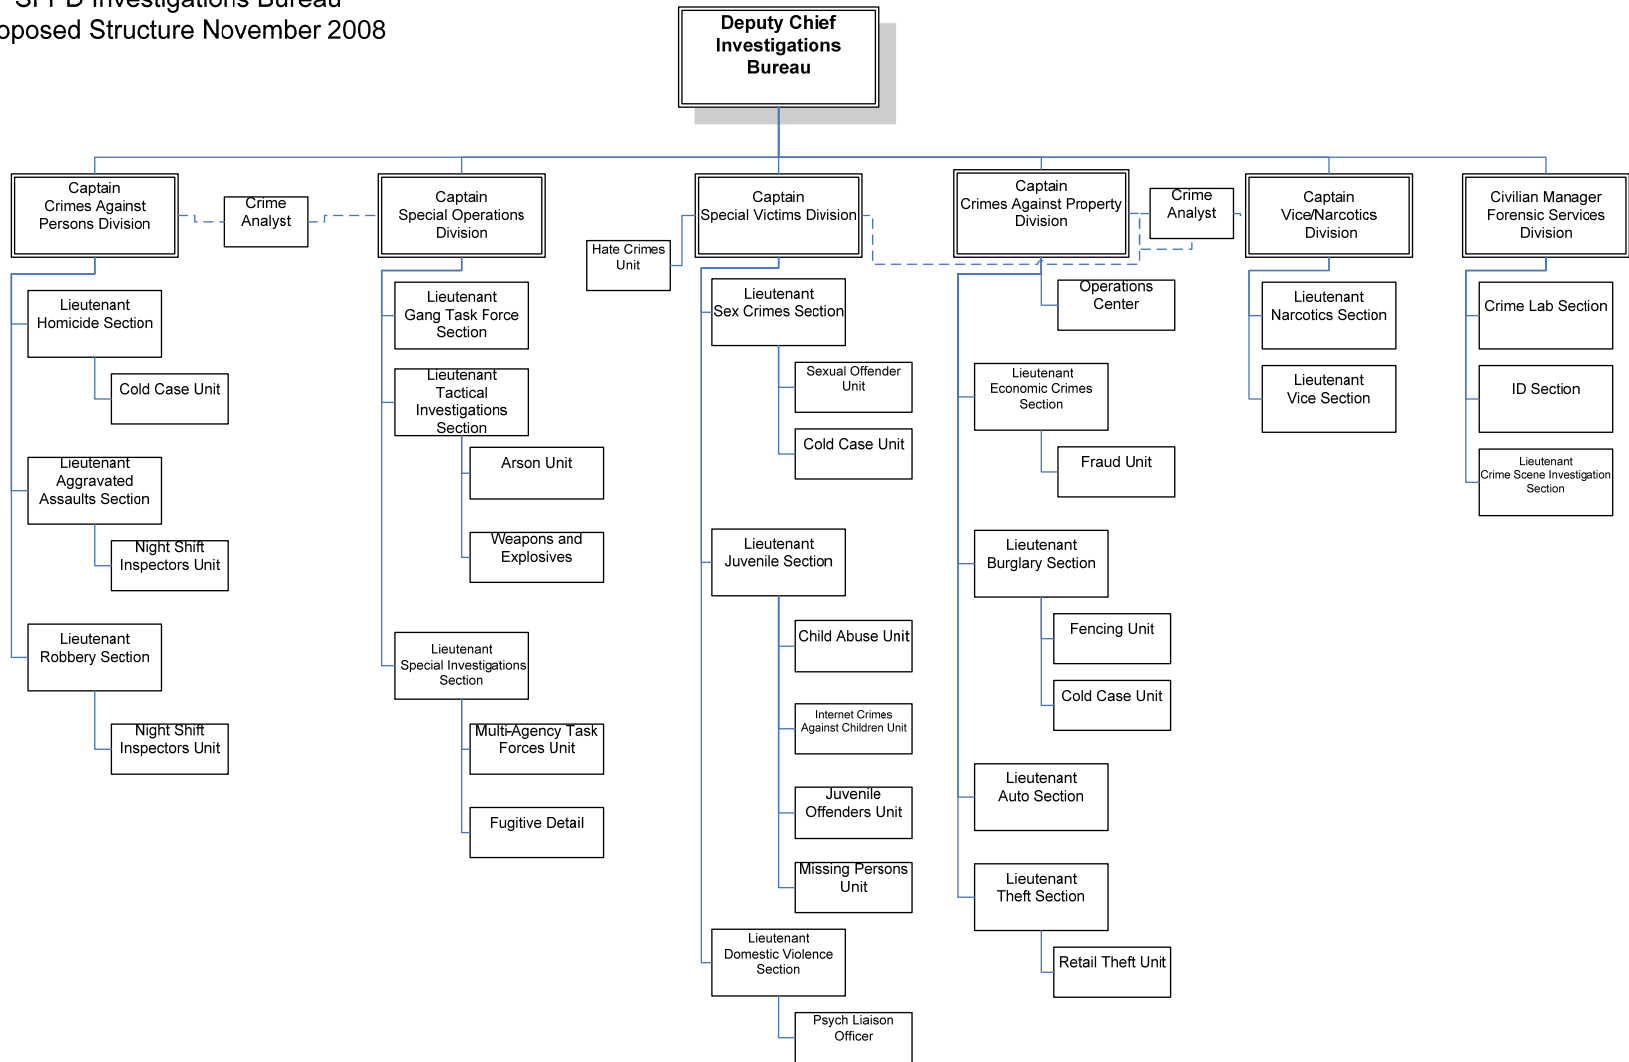 Investigations Bureau
Structure November 2008
Deputy Chief
Investigations
Bureau
Captain
Crimes Against
Persons Division
Crime
Analyst
Captain
Special Operations
Division
Captain
Special Victims Division
Hate Crimes
Unit
Captain
Crimes Against Property
Division
Crime
Analyst
Captain
Vice/Narcotics
Division
Civilian Manager
Forensic Services
Division
Lieutenant
Homicide Section
Cold Case Unit
Lieutenant
Aggravated
Assaults Section
Night Shift
Inspectors Unit
Lieutenant
Robbery Section
Night Shift
Inspectors Unit
Lieutenant
Gang Task Force
Section
Lieutenant
Tactical
Investigations
Section
Arson Unit
Weapons and
Explosives
Lieutenant
Special Investigations
Section
Multi-Agency Task
Forces Unit
Fugitive Detail
Lieutenant
Sex Crimes Section
Sexual Offender
Unit
Cold Case Unit
Lieutenant
Juvenile Section
Child Abuse Unit
Internet Crimes
Against Children Unit
Juvenile
Offenders Unit
Missing Persons
Unit
Lieutenant
Domestic Violence
Section
Psych Liaison
Officer
Operations
Center
Lieutenant
Economic Crimes
Section
Fraud Unit
Lieutenant
Burglary Section
Fencing Unit
Cold Case Unit
Lieutenant
Auto Section
Lieutenant
Theft Section
Retail Theft Unit
Lieutenant
Narcotics Section
Lieutenant
Vice Section
Crime Lab Section
ID Section
Lieutenant
Crime Scene Investigation
Section